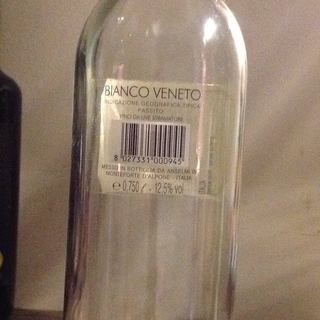 BIANCO VENETO
INDICAZIONE GEOGRAFICA TIPICA
PASSITO
VINO DA UVE STRAMATURE
8 027331 000945
MESSO IN BOTTIGLIA DA ANSELMI
MONTEFORTE D'ALPONE - ITALIA
℮ 0,750 l - 12,5% vol